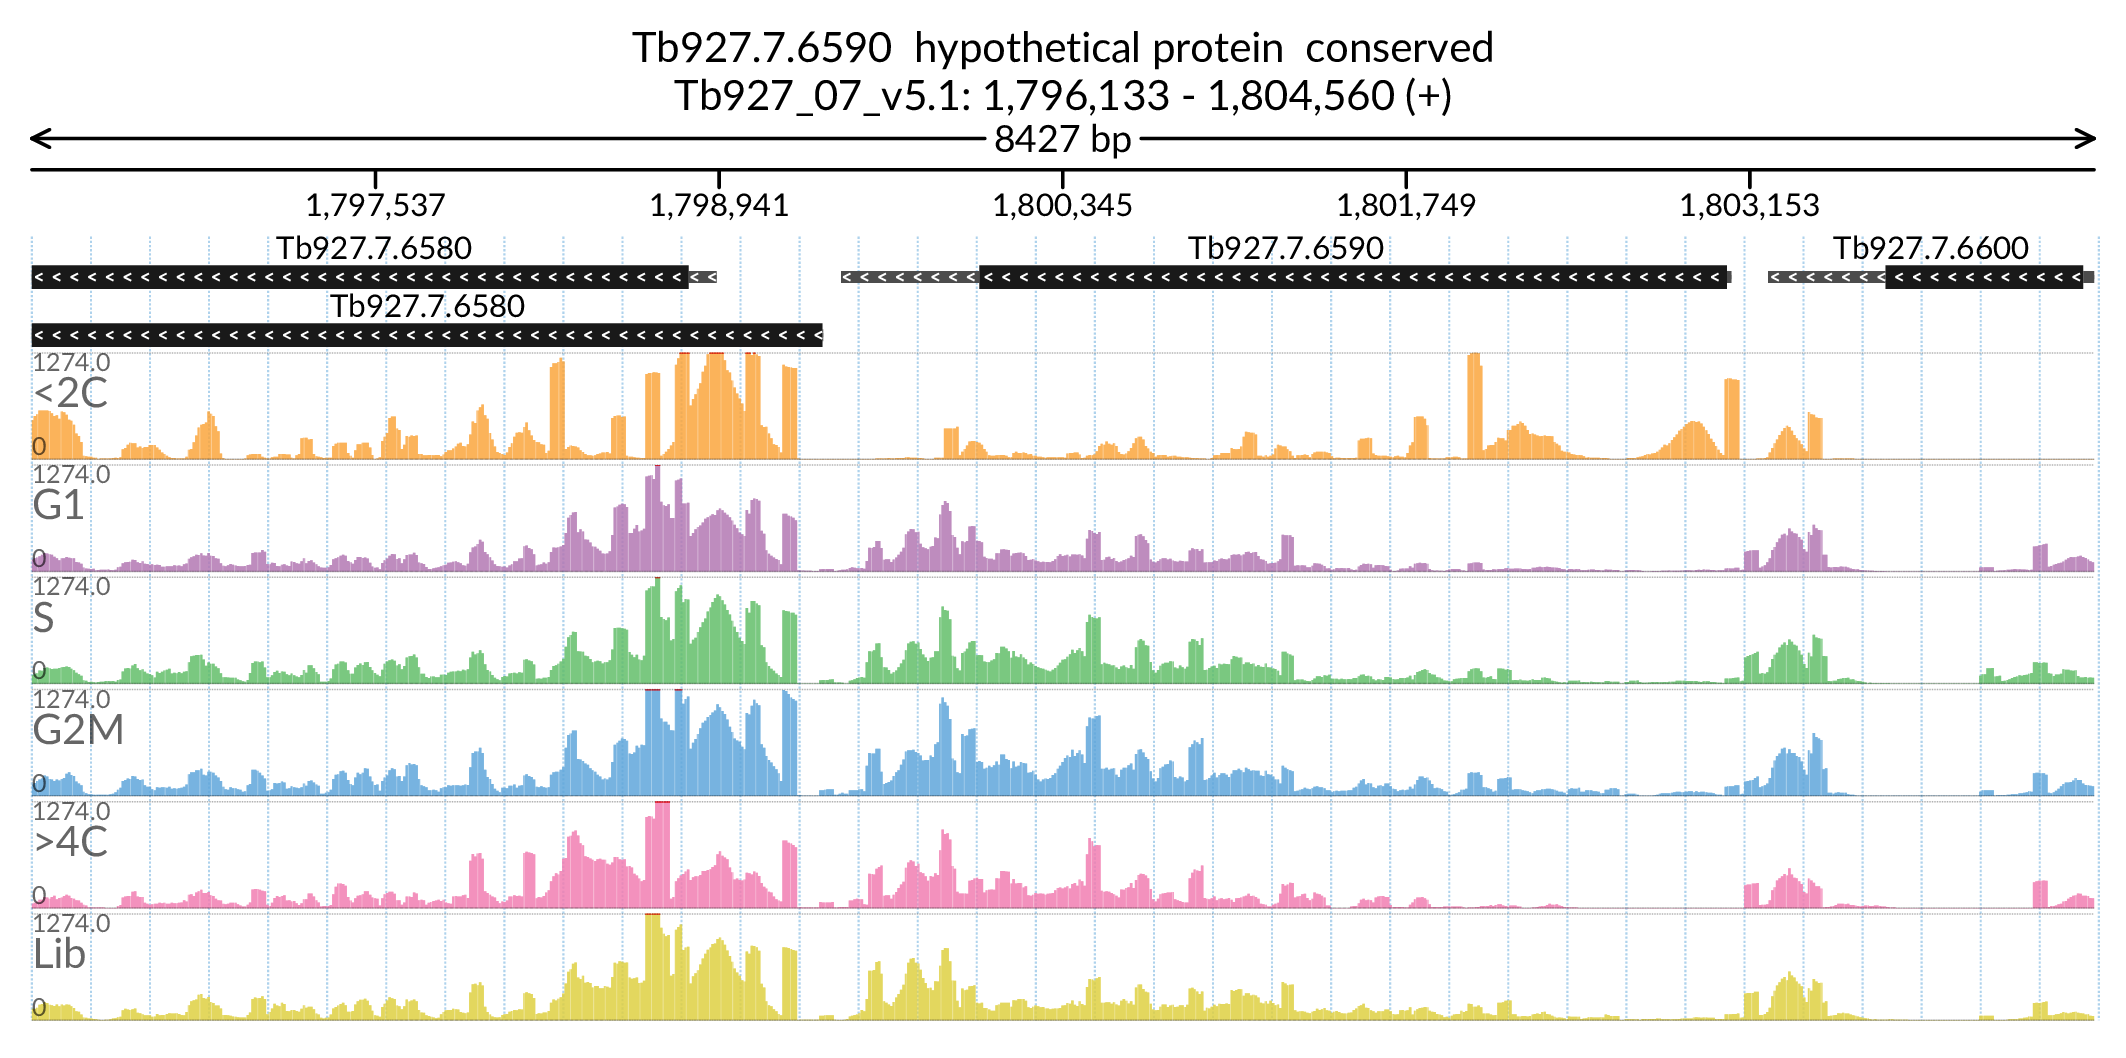 Tb927.7.6590  hypothetical protein  conserved
Tb927_07_v5.1: 1,796,133 - 1,804,560 (+)
8427 bp
1,797,537 1,798,941 1,800,345 1,801,749 1,803,153
Tb927.7.6580 Tb927.7.6590 Tb927.7.6600
Tb927.7.6580
1274.0
<2C
0
1274.0
G1
0
1274.0
S
0
1274.0
G2M
0
1274.0
>4C
0
1274.0
Lib
0